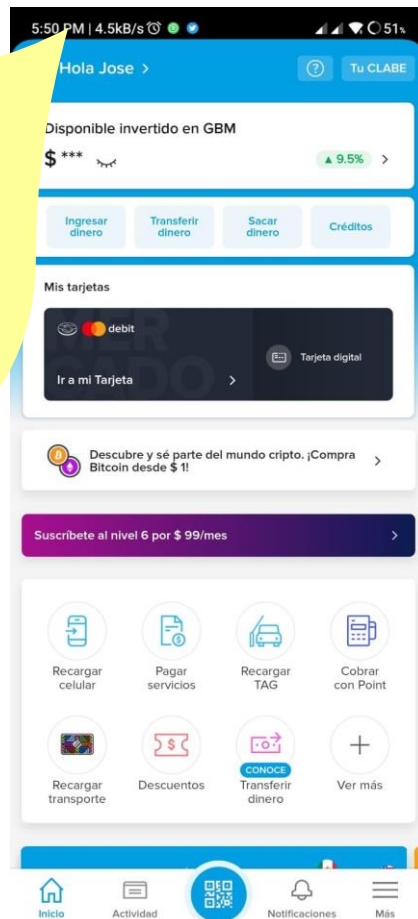 5:50 PM | 4.5kB/s
51%
Hola Jose >
?
Tu CLABE
Disponible invertido en GBM
$ ***
▲ 9.5% >
Ingresar
dinero
Transferir
dinero
Sacar
dinero
Créditos
Mis tarjetas
MERCADO
debit
Tarjeta digital
Ir a mi Tarjeta >
Descubre y sé parte del mundo cripto. ¡Compra
Bitcoin desde $ 1! >
Suscríbete al nivel 6 por $ 99/mes >
Recargar
celular
Pagar
servicios
Recargar
TAG
Cobrar
con Point
Recargar
transporte
Descuentos
CONOCE
Transferir
dinero
Ver más
Inicio
Actividad
Notificaciones
Más